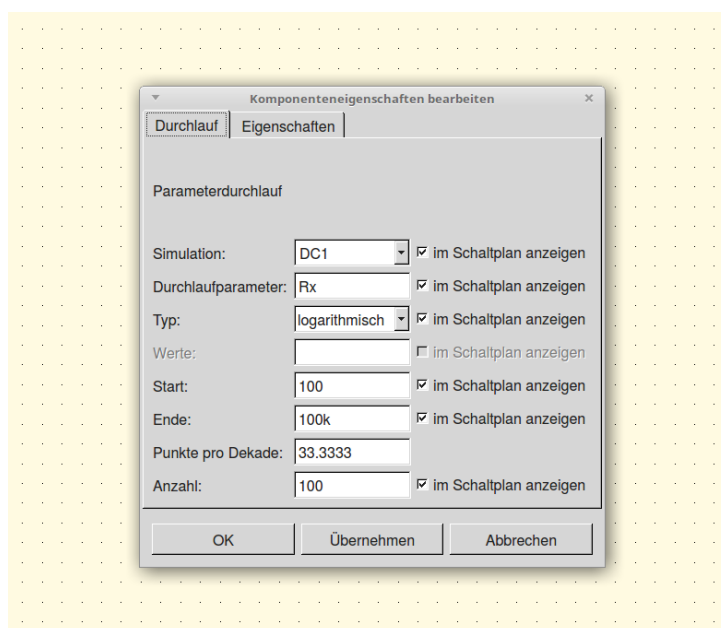 Komponenteneigenschaften bearbeiten
Durchlauf Eigenschaften
Parameterdurchlauf
Simulation: DC1 im Schaltplan anzeigen
Durchlaufparameter: Rx im Schaltplan anzeigen
Typ: logarithmisch im Schaltplan anzeigen
Werte: im Schaltplan anzeigen
Start: 100 im Schaltplan anzeigen
Ende: 100k im Schaltplan anzeigen
Punkte pro Dekade: 33.3333
Anzahl: 100 im Schaltplan anzeigen
OK Übernehmen Abbrechen